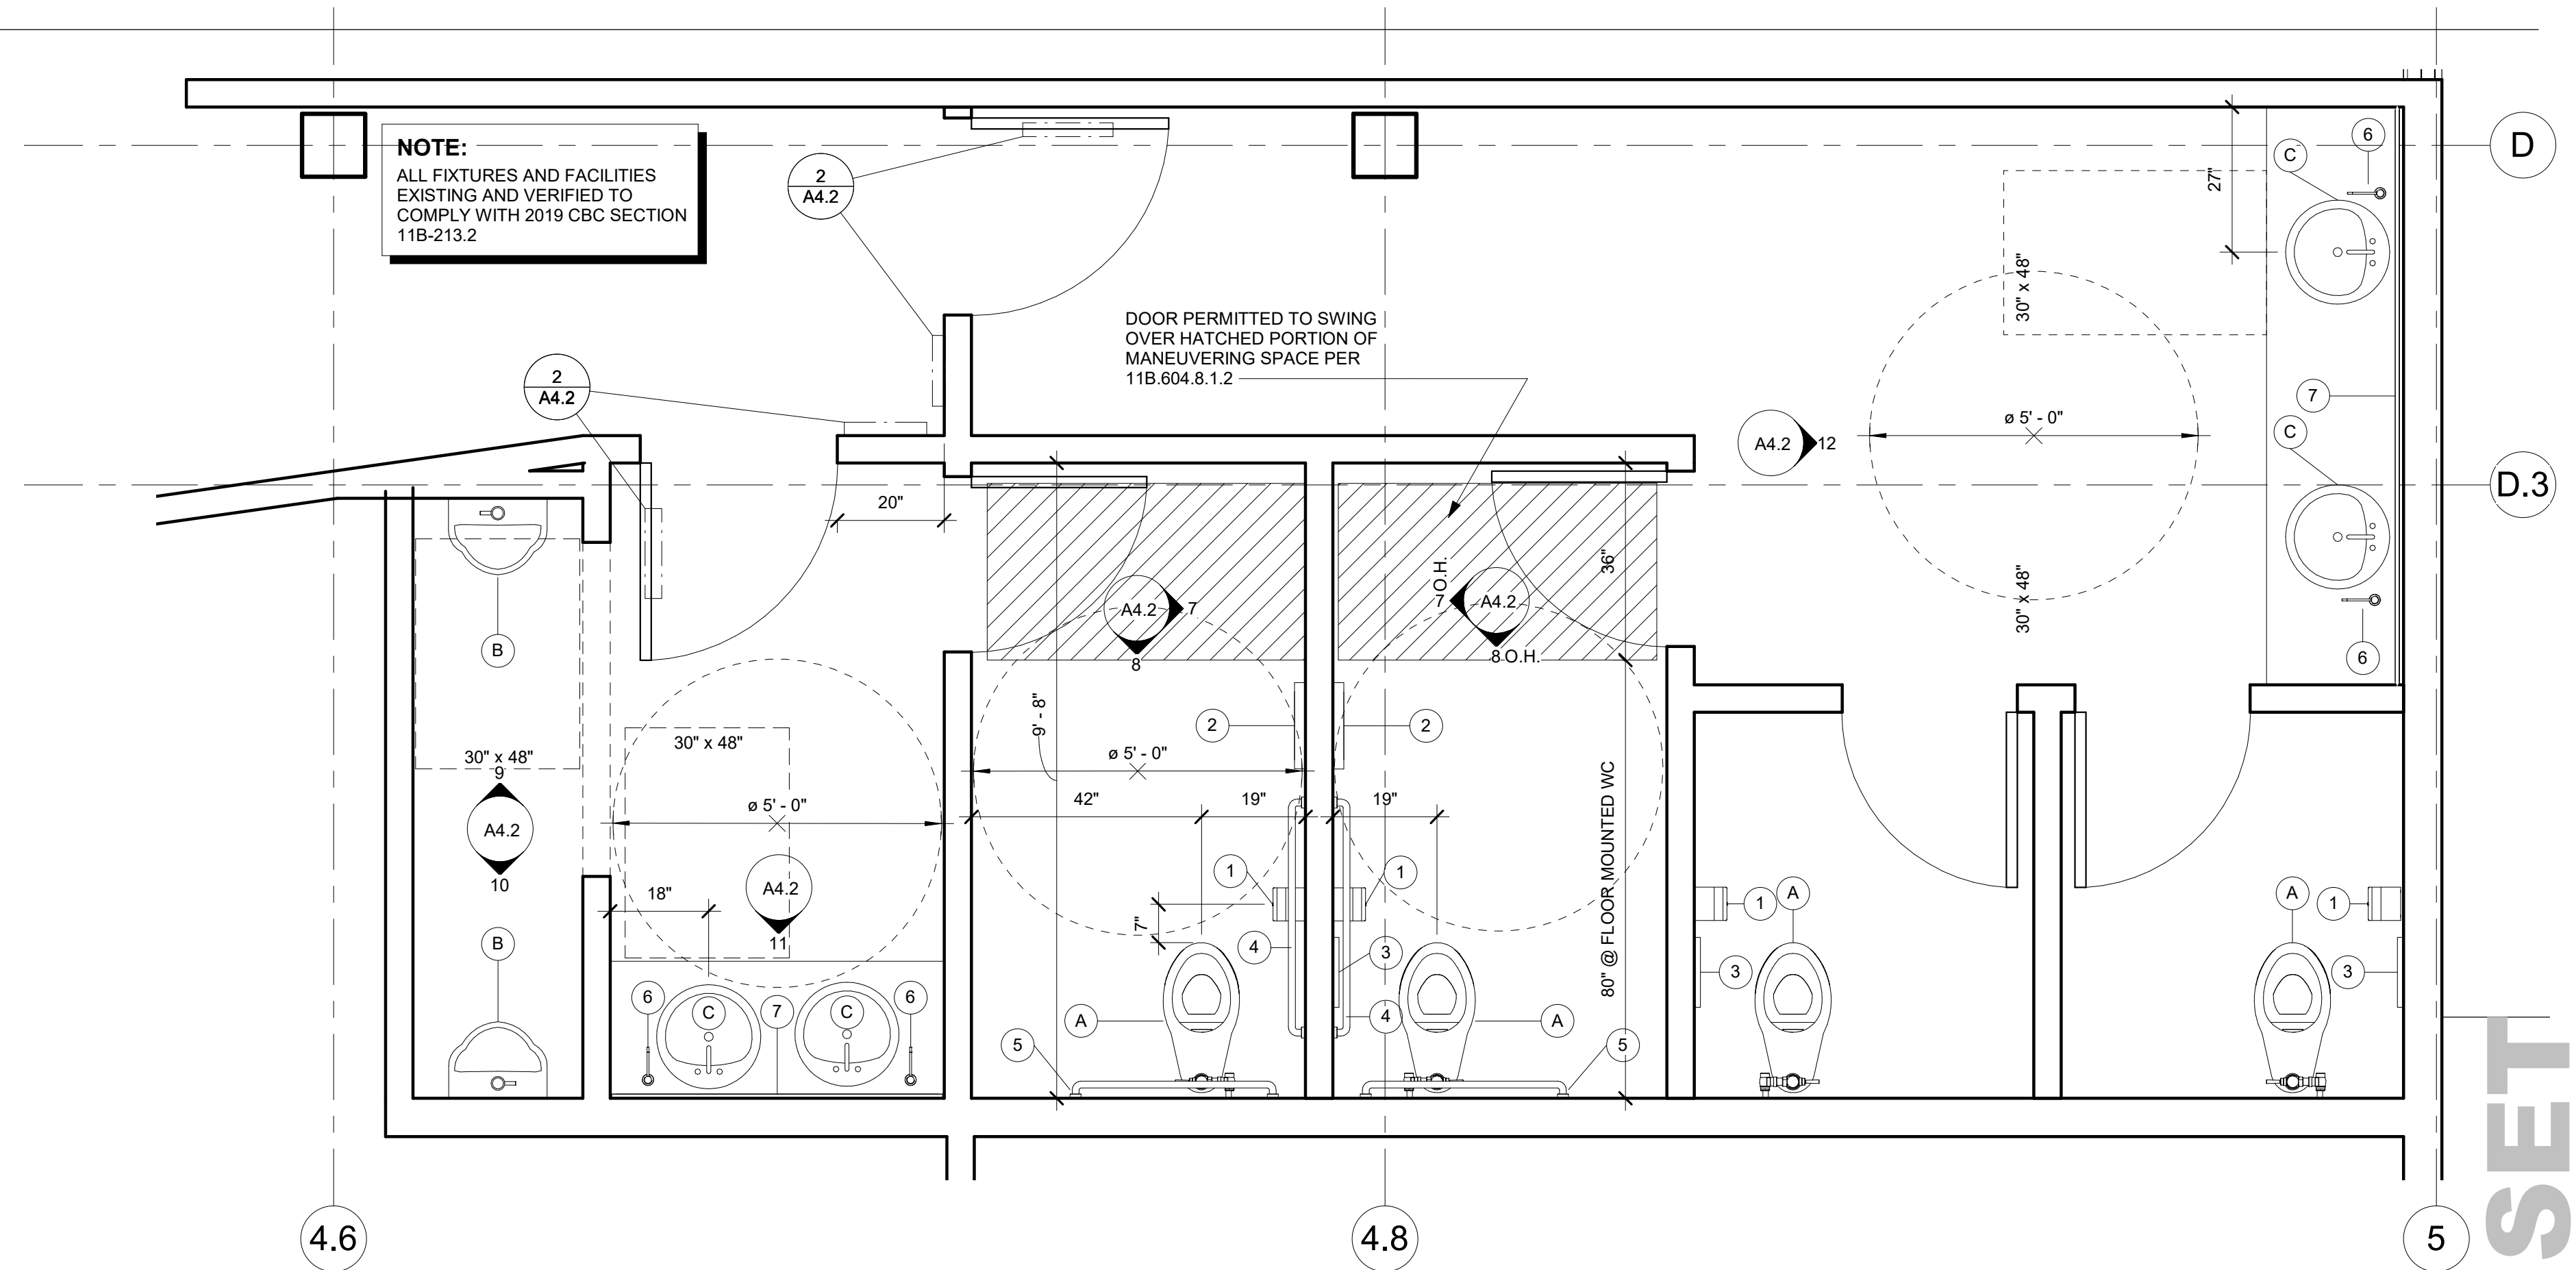 NOTE:
ALL FIXTURES AND FACILITIES
EXISTING AND VERIFIED TO
COMPLY WITH 2019 CBC SECTION
11B-213.2
2
A4.2
6
C
D
27"
30" x 48"
DOOR PERMITTED TO SWING
OVER HATCHED PORTION OF
MANEUVERING SPACE PER
11B.604.8.1.2
2
A4.2
7
ø 5' - 0"
C
A4.2
12
D.3
20"
36"
7 O.H.
A4.2
7
8
A4.2
8 O.H.
30" x 48"
B
6
9' - 8"
2
2
30" x 48"
30" x 48"
9
A4.2
10
ø 5' - 0"
ø 5' - 0"
42"
19"
19"
80" @ FLOOR MOUNTED WC
18"
A4.2
11
1
1
A
1
A
1
7"
B
4
3
3
3
6
C
7
C
6
A
4
A
5
5
SET
4.6
4.8
5